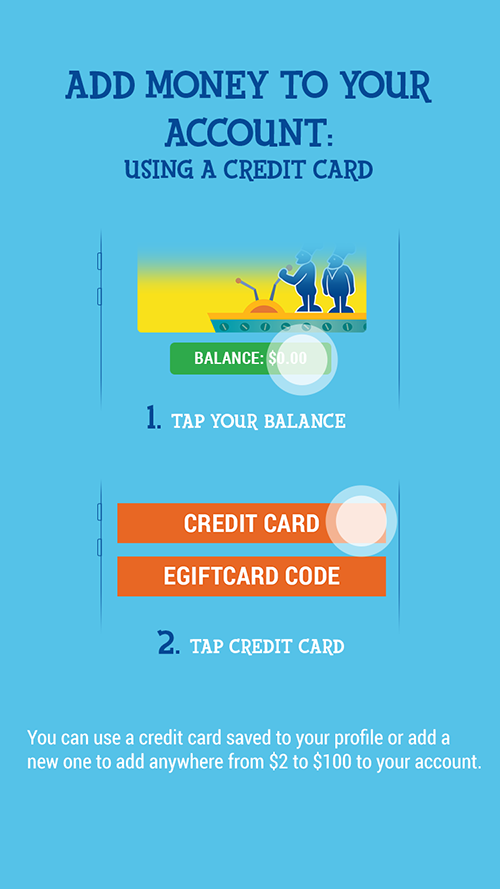 ADD MONEY TO YOUR
ACCOUNT:
USING A CREDIT CARD
BALANCE: $0.00
1. TAP YOUR BALANCE
CREDIT CARD
EGIFTCARD CODE
2. TAP CREDIT CARD
You can use a credit card saved to your profile or add a
new one to add anywhere from $2 to $100 to your account.